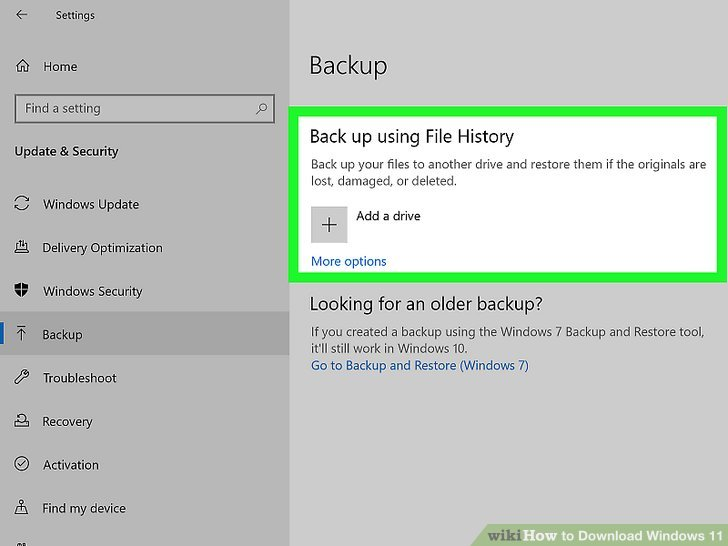 Settings
Home
Find a setting
Update & Security
Windows Update
Delivery Optimization
Windows Security
Backup
Troubleshoot
Recovery
Activation
Find my device
Backup
Back up using File History
Back up your files to another drive and restore them if the originals are
lost, damaged, or deleted.
Add a drive
More options
Looking for an older backup?
If you created a backup using the Windows 7 Backup and Restore tool,
it'll still work in Windows 10.
Go to Backup and Restore (Windows 7)
wikiHow to Download Windows 11